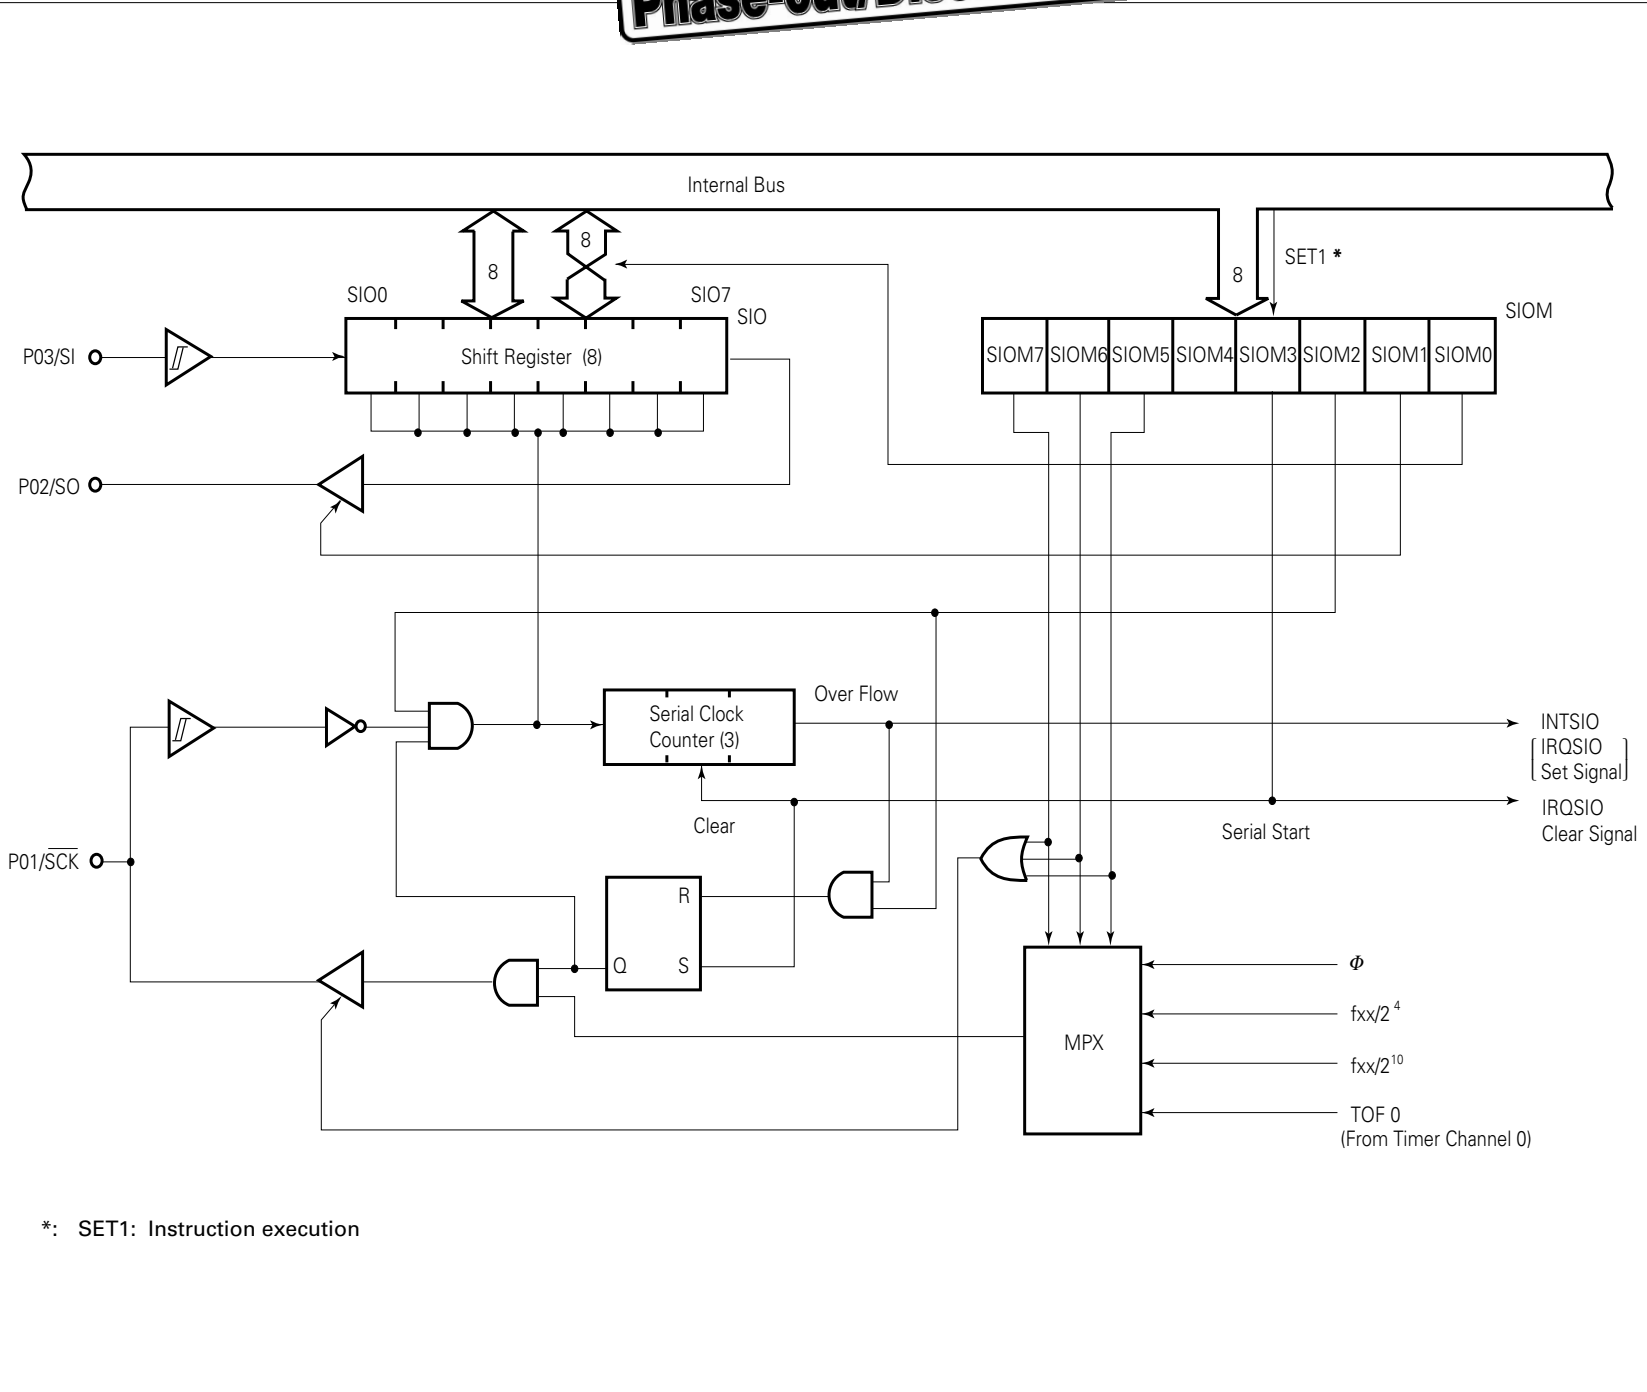 Internal Bus
8
8
8
SET1 *
SIO0
SIO7
SIO
SIOM
P03/SI
Shift Register (8)
SIOM7 SIOM6 SIOM5 SIOM4 SIOM3 SIOM2 SIOM1 SIOM0
P02/SO
Over Flow
Serial Clock
Counter (3)
INTSIO
IRQSIO
Set Signal
IRQSIO
Clear Signal
Clear
Serial Start
P01/SCK
R
Q
S
MPX
Φ
fxx/2⁴
fxx/2¹⁰
TOF 0
(From Timer Channel 0)
*: SET1: Instruction execution